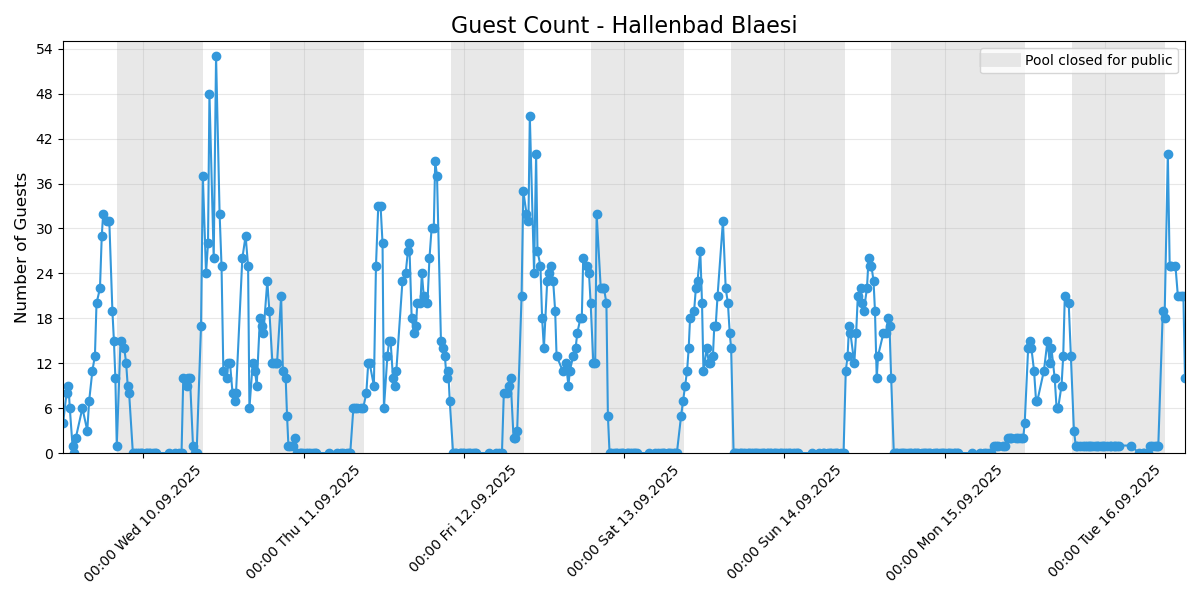 Guest Count - Hallenbad Blaesi
Pool closed for public
Number of Guests
54
48
42
36
30
24
18
12
6
0
00:00 Wed 10.09.2025
00:00 Thu 11.09.2025
00:00 Fri 12.09.2025
00:00 Sat 13.09.2025
00:00 Sun 14.09.2025
00:00 Mon 15.09.2025
00:00 Tue 16.09.2025